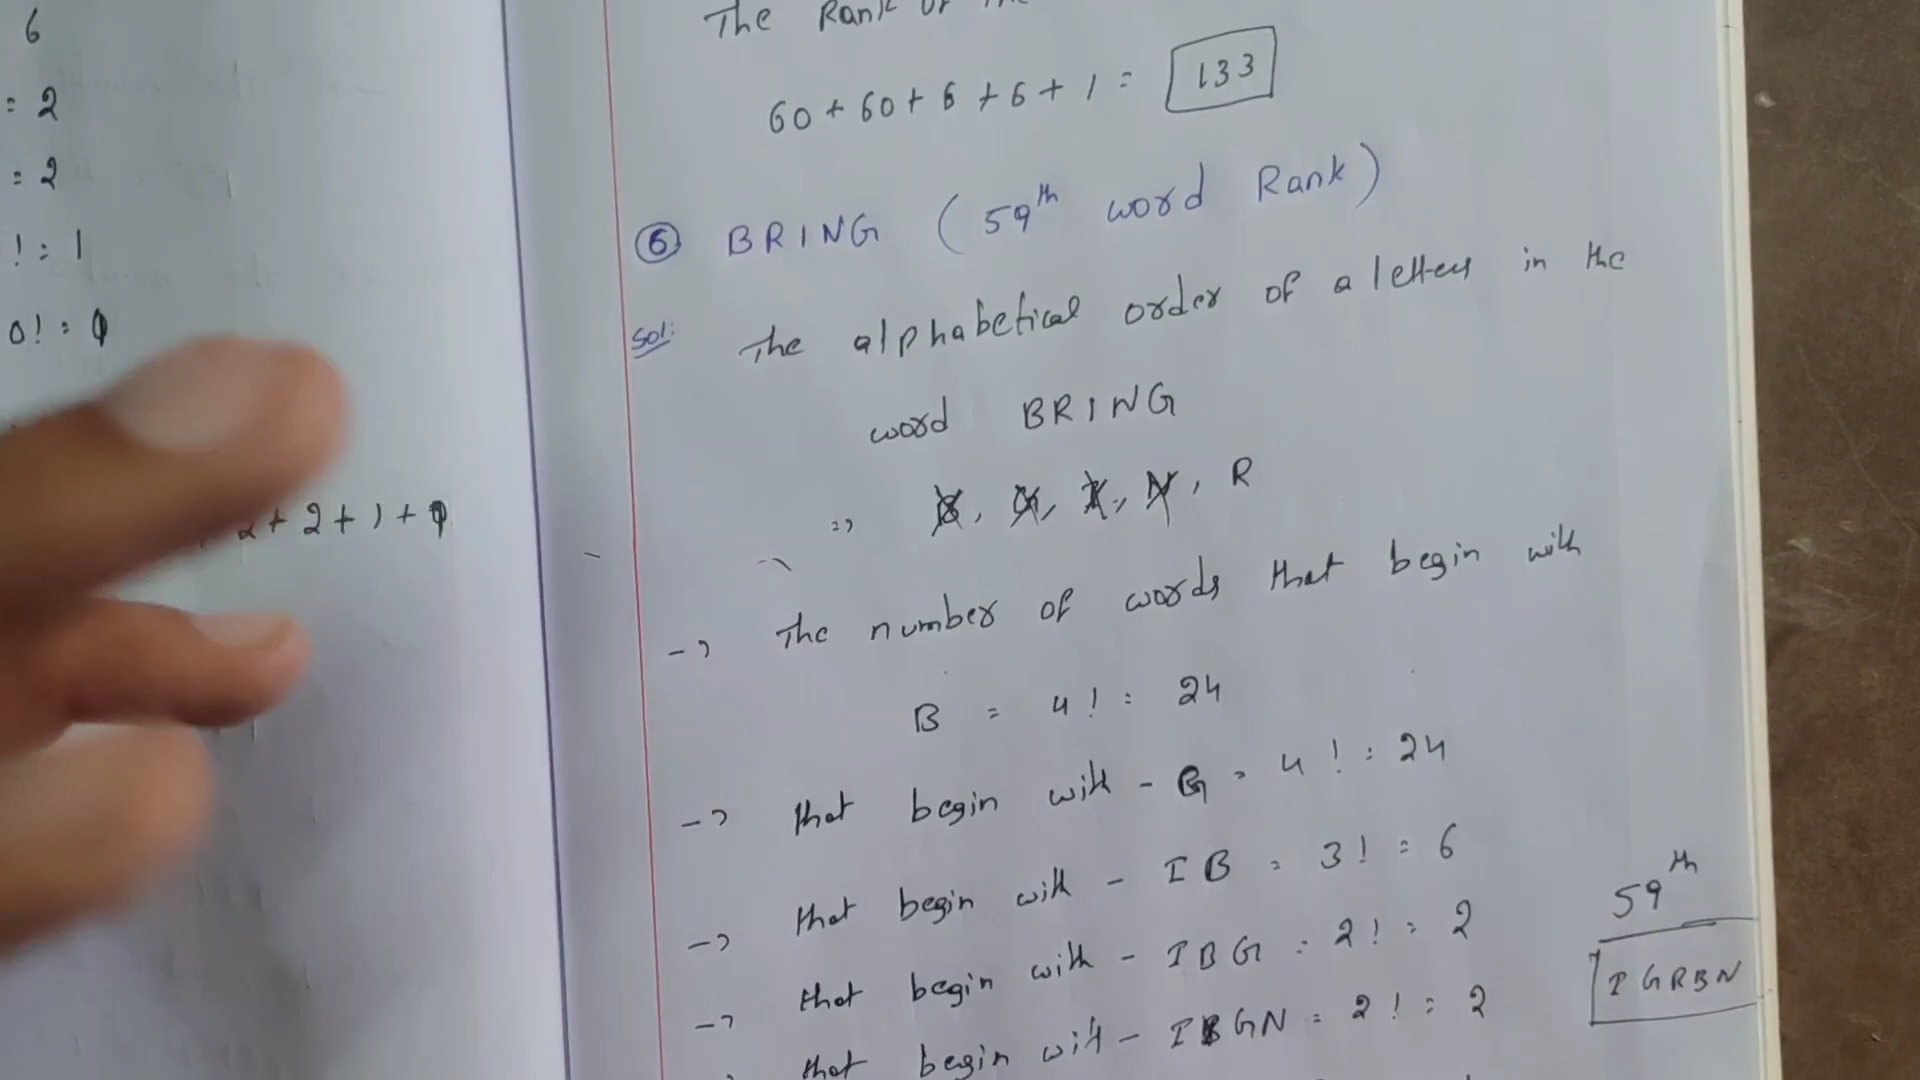 6
= 2
= 2
! = 1
0! = 1
2 + 2 + 1 + 1
The Rank of the
60 + 60 + 6 + 6 + 1 = 133
6 BRING (59th word Rank)
Sol: The alphabetical order of a letters in the
word BRING
=> B, G, I, N, R
-> The number of words that begin with
B = 4! = 24
-> that begin with - G = 4! = 24
-> that begin with - IB = 3! = 6
-> that begin with - IBG = 2! = 2
that begin with - IBGN = 2! = 2
59th
IGRBN